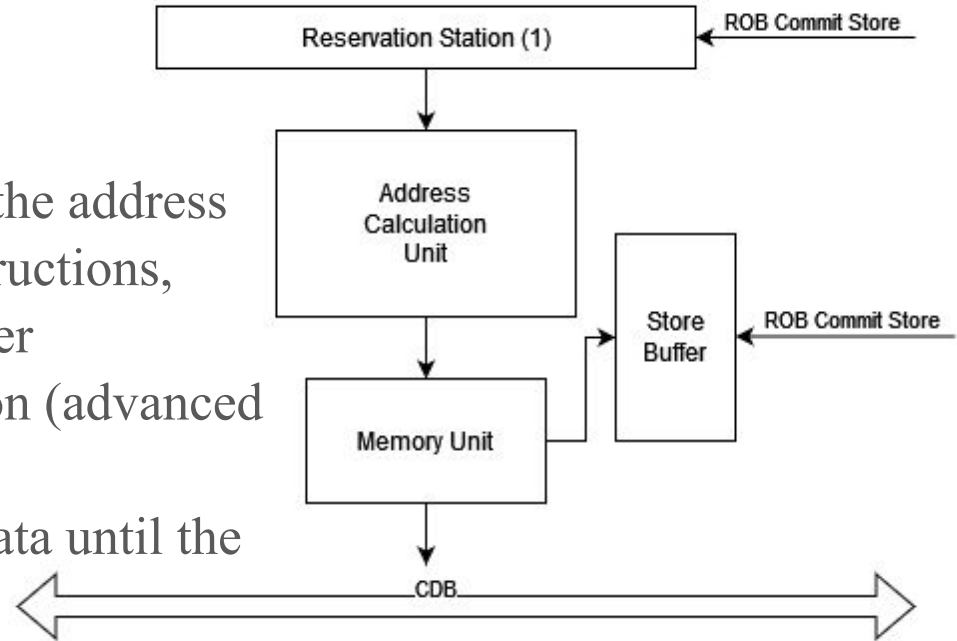 Reservation Station (1)
ROB Commit Store
the address
Address
Calculation
Unit
ructions,
er
Store
Buffer
ROB Commit Store
on (advanced
Memory Unit
ata until the
CDB